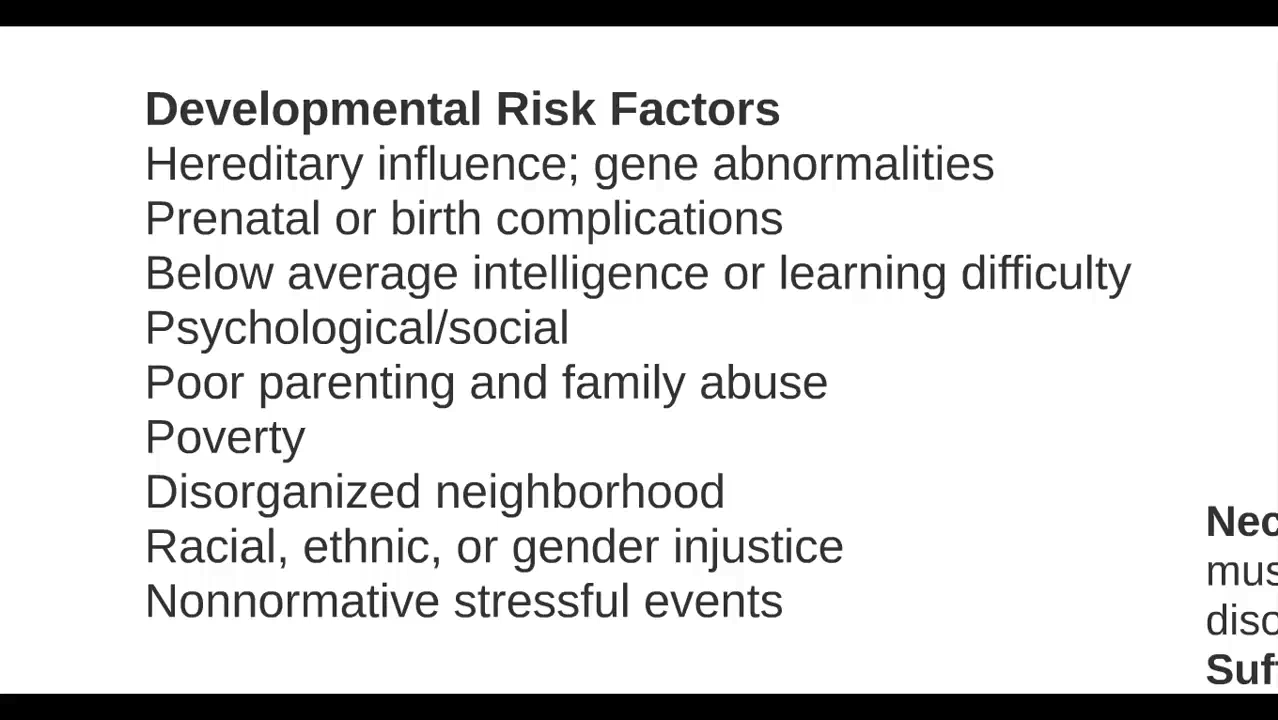 Developmental Risk Factors
Hereditary influence; gene abnormalities
Prenatal or birth complications
Below average intelligence or learning difficulty
Psychological/social
Poor parenting and family abuse
Poverty
Disorganized neighborhood
Racial, ethnic, or gender injustice
Nonnormative stressful events